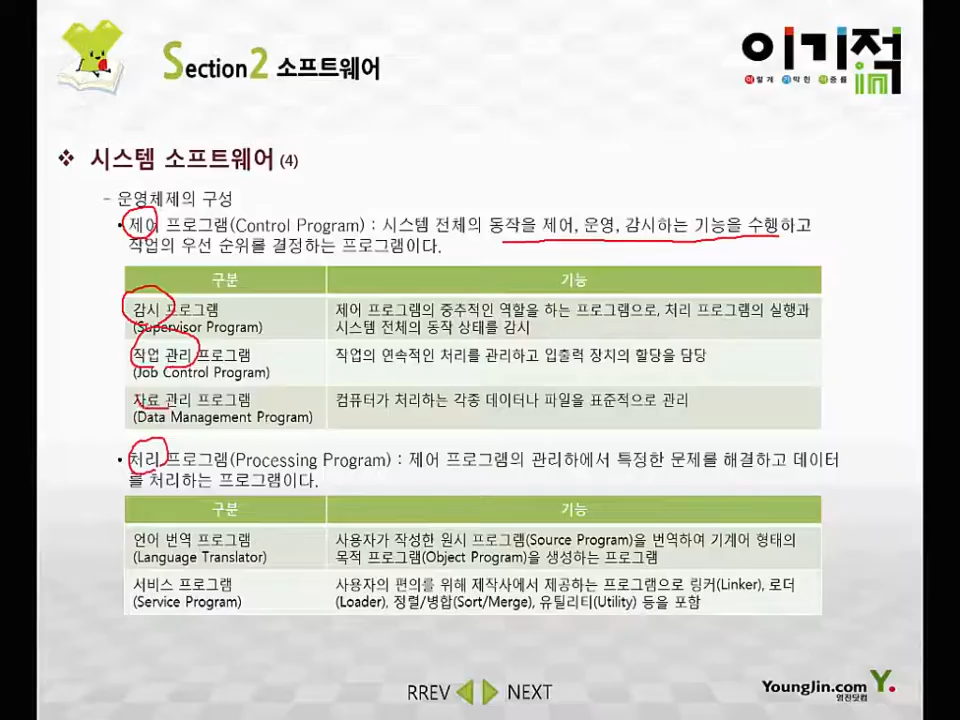 Section2 소프트웨어
이기적in
이렇게 기막힌 적중률
❖ 시스템 소프트웨어 (4)
- 운영체제의 구성
• 제어 프로그램(Control Program) : 시스템 전체의 동작을 제어, 운영, 감시하는 기능을 수행하고
작업의 우선 순위를 결정하는 프로그램이다.
구분 기능
감시 프로그램 제어 프로그램의 중추적인 역할을 하는 프로그램으로, 처리 프로그램의 실행과
(Supervisor Program) 시스템 전체의 동작 상태를 감시
직업 관리 프로그램 직업의 연속적인 처리를 관리하고 입출력 장치의 할당을 담당
(Job Control Program)
자료 관리 프로그램 컴퓨터가 처리하는 각종 데이터나 파일을 표준적으로 관리
(Data Management Program)
• 처리 프로그램(Processing Program) : 제어 프로그램의 관리하에서 특정한 문제를 해결하고 데이터
를 처리하는 프로그램이다.
구분 기능
언어 번역 프로그램 사용자가 작성한 원시 프로그램(Source Program)을 번역하여 기계어 형태의
(Language Translator) 목적 프로그램(Object Program)을 생성하는 프로그램
서비스 프로그램 사용자의 편의를 위해 제작사에서 제공하는 프로그램으로 링커(Linker), 로더
(Service Program) (Loader), 정렬/병합(Sort/Merge), 유틸리티(Utility) 등을 포함
RREV NEXT
YoungJin.com Y.
영진닷컴